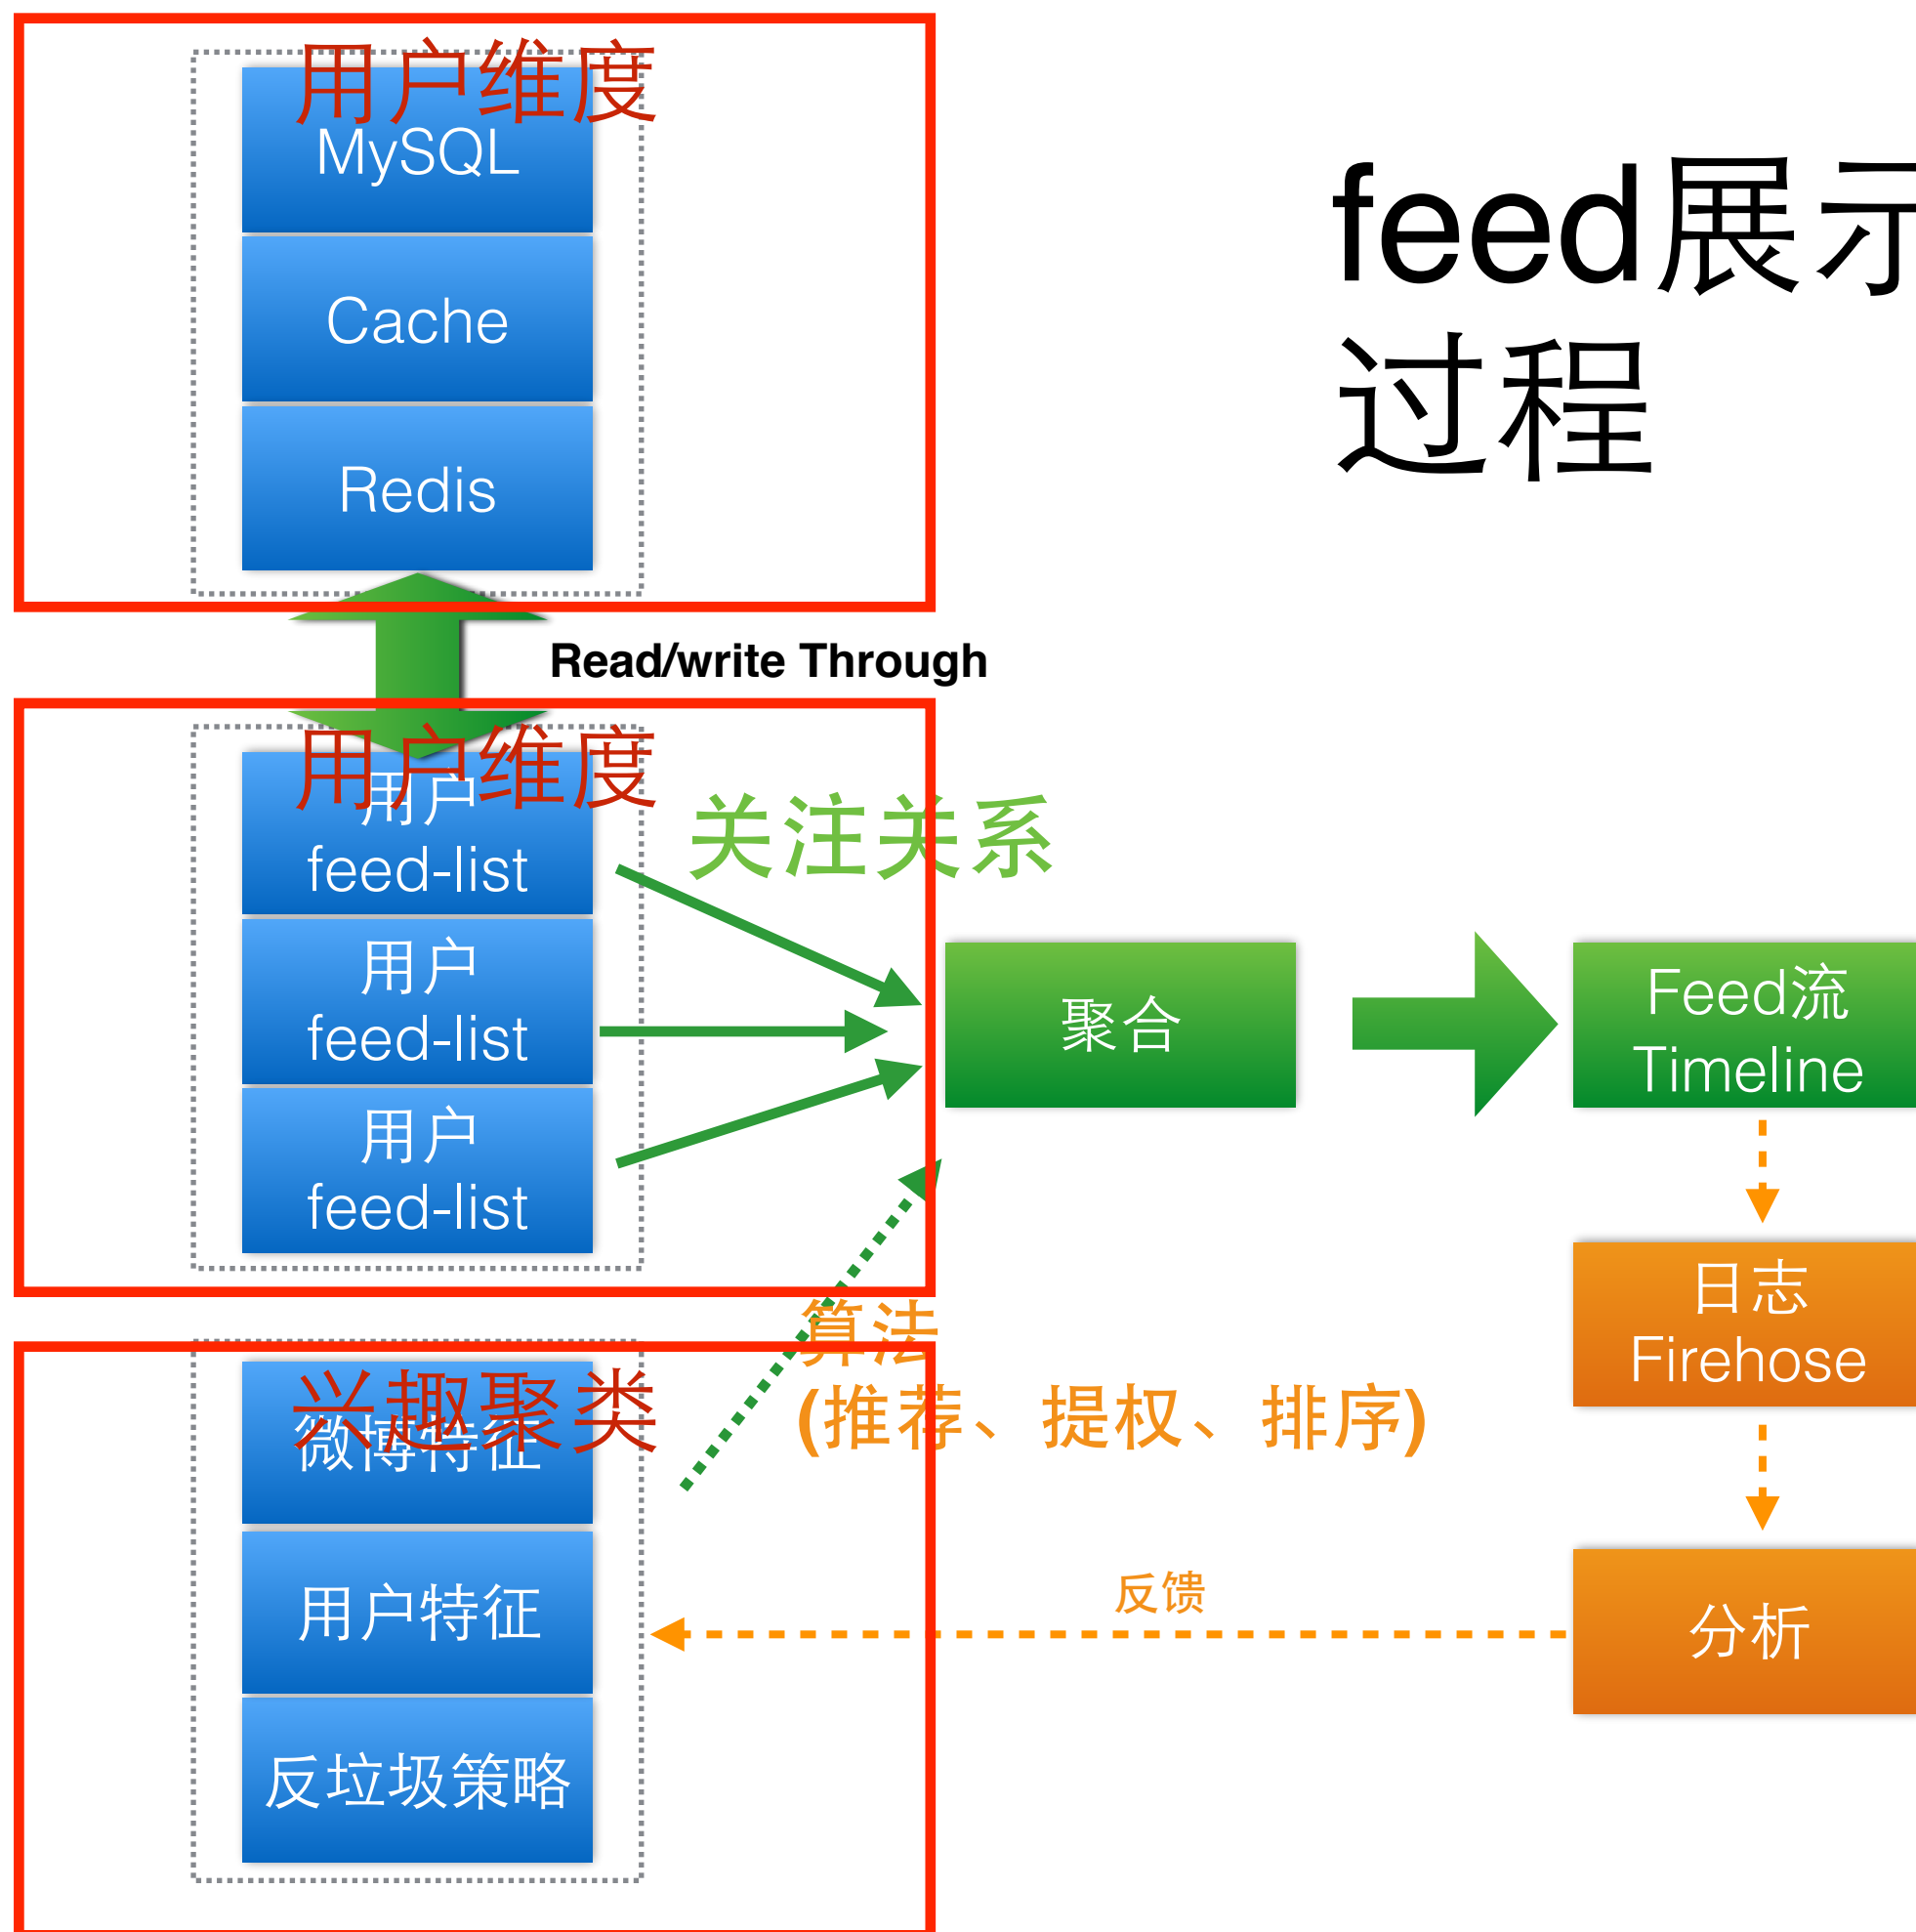 用户维度
MySQL
Cache
Redis
feed展示
过程
Read/write Through
用户维度
用户
feed-list
用户
feed-list
用户
feed-list
关注关系
聚合
Feed流
Timeline
日志
Firehose
算法
(推荐、提权、排序)
兴趣聚类
微博特征
用户特征
反垃圾策略
反馈
分析